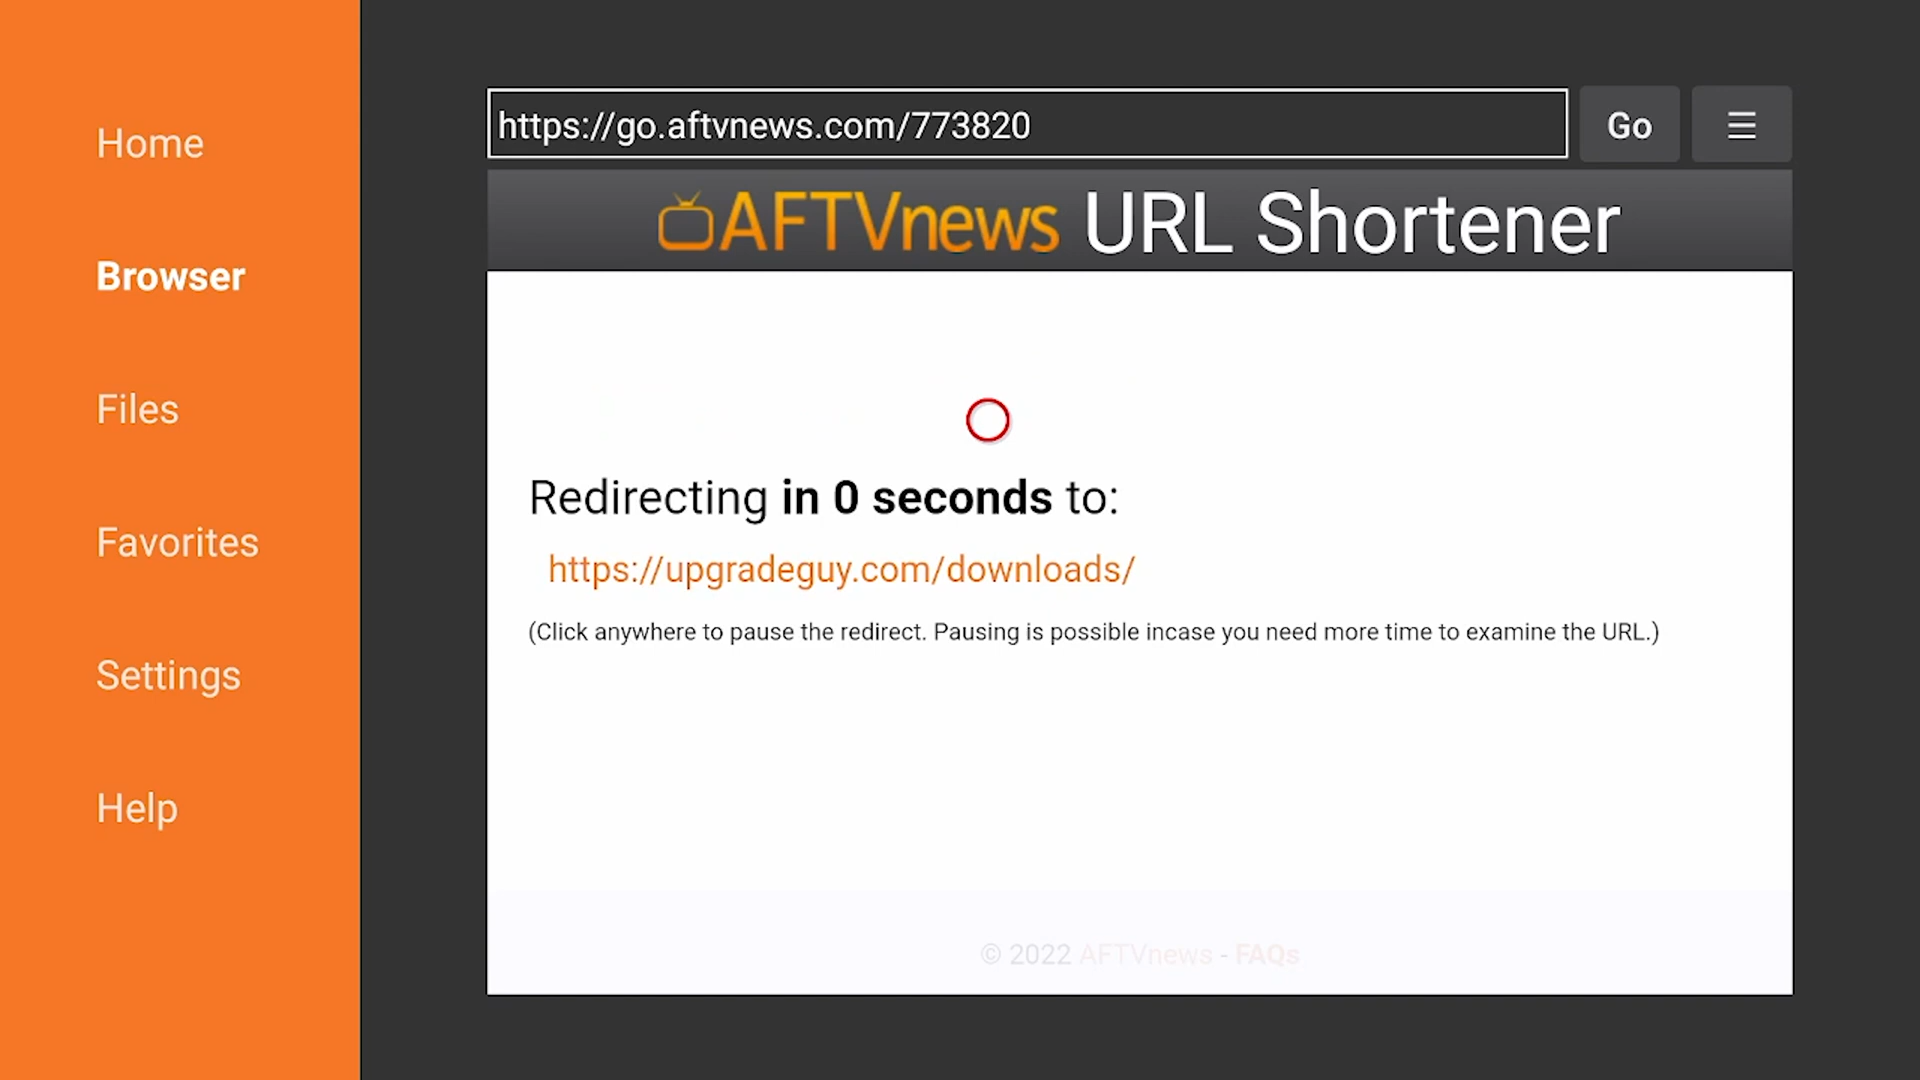 Home
Browser
Files
Favorites
Settings
Help
https://go.aftvnews.com/773820
Go
AFTVnews URL Shortener
Redirecting in 0 seconds to:
https://upgradeguy.com/downloads/
(Click anywhere to pause the redirect. Pausing is possible incase you need more time to examine the URL.)
© 2022 AFTVnews - FAQs